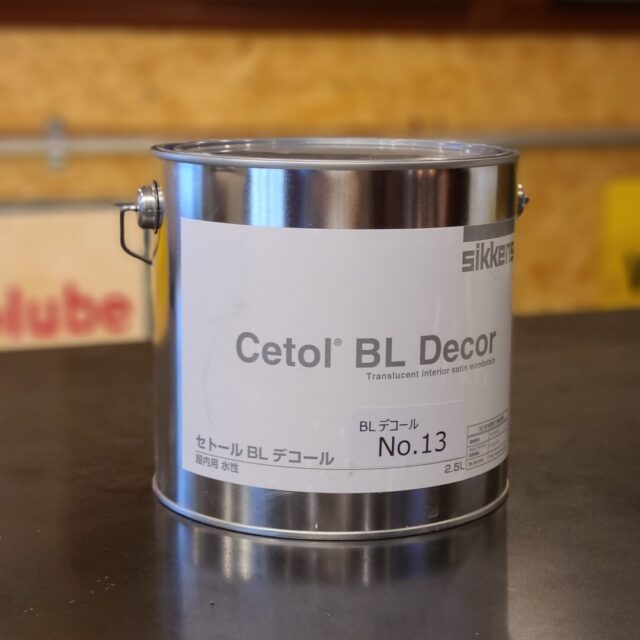 sikkens
Cetol® BL Decor
Translucent interior satin woodstain
BL デコール
No.13
セトール BL デコール
屋内用 水性
2.5L
lube